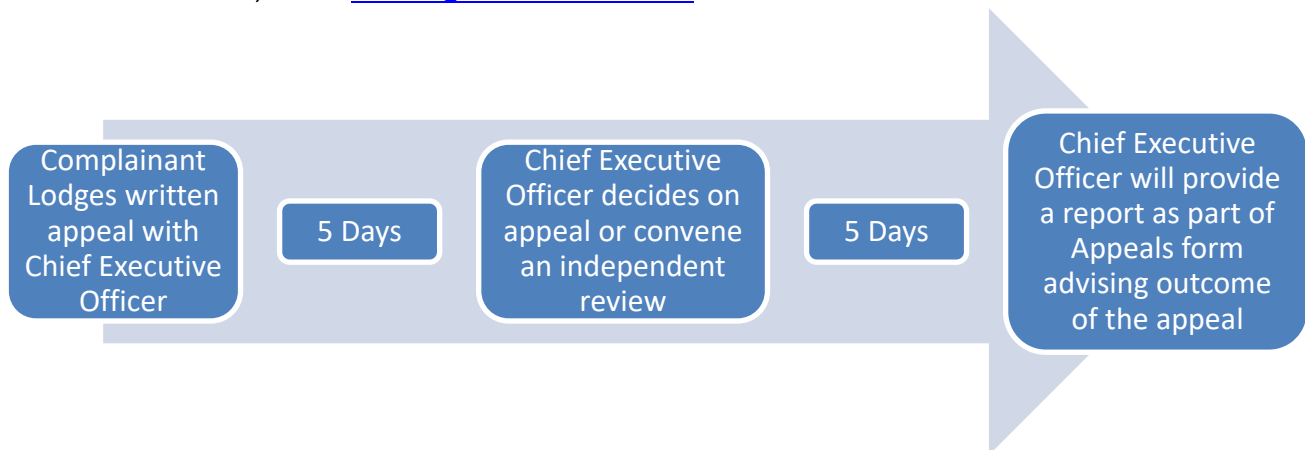 Complainant
Lodges written
appeal with
Chief Executive
Officer
5 Days
Chief Executive
Officer decides on
appeal or convene
an independent
review
5 Days
Chief Executive
Officer will provide
a report as part of
Appeals form
advising outcome
of the appeal